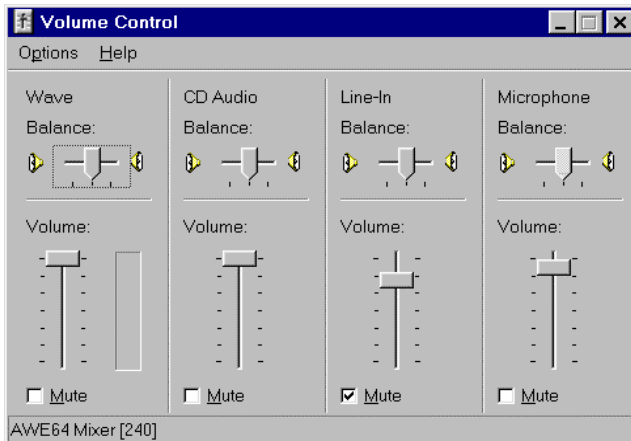 Volume Control
Options Help
Wave
Balance:
Volume:
Mute
CD Audio
Balance:
Volume:
Mute
Line-In
Balance:
Volume:
Mute
Microphone
Balance:
Volume:
Mute
AWE64 Mixer [240]